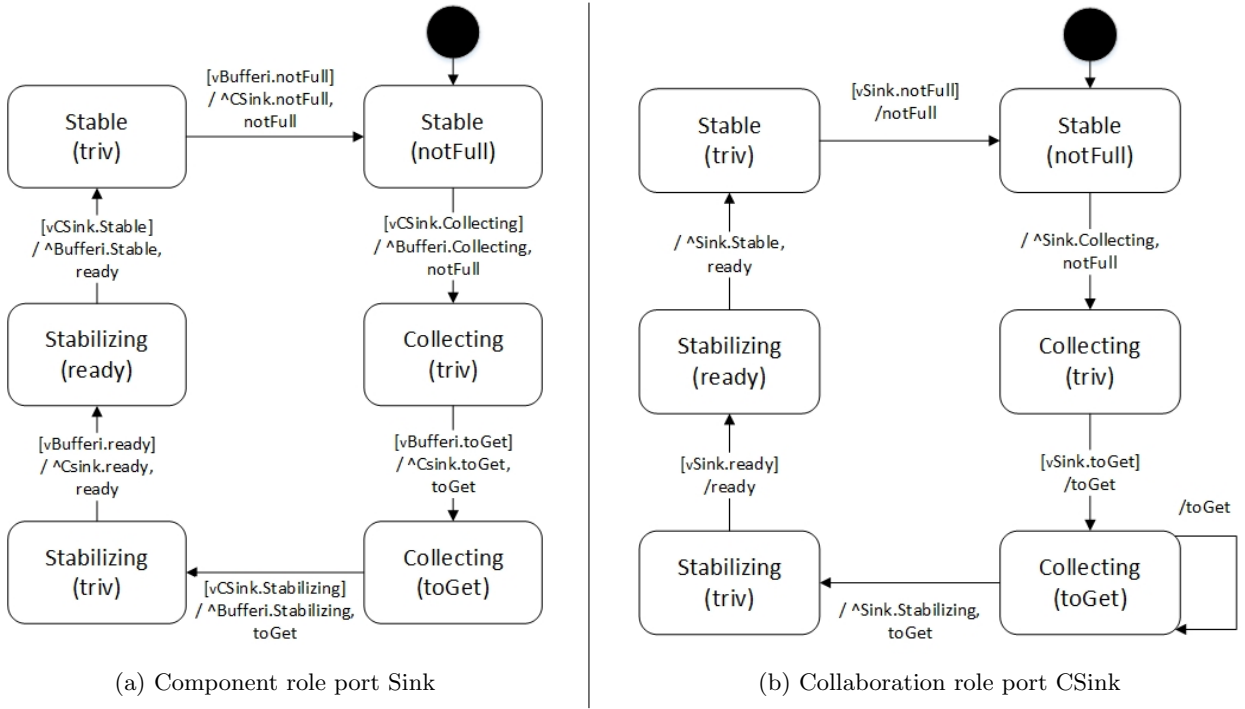 Stable
(triv)
[vBufferi.notFull]
/ ^CSink.notFull,
notFull
Stable
(notFull)
[vCSink.Stable]
/ ^Bufferi.Stable,
ready
[vCSink.Collecting]
/ ^Bufferi.Collecting,
notFull
Stabilizing
(ready)
Collecting
(triv)
[vBufferi.ready]
/ ^Csink.ready,
ready
[vBufferi.toGet]
/ ^Csink.toGet,
toGet
Stabilizing
(triv)
[vCSink.Stabilizing]
/ ^Bufferi.Stabilizing,
toGet
Collecting
(toGet)
(a) Component role port Sink
Stable
(triv)
[vSink.notFull]
/notFull
Stable
(notFull)
/ ^Sink.Stable,
ready
/ ^Sink.Collecting,
notFull
Stabilizing
(ready)
Collecting
(triv)
[vSink.ready]
/ready
[vSink.toGet]
/toGet
/toGet
Stabilizing
(triv)
/ ^Sink.Stabilizing,
toGet
Collecting
(toGet)
(b) Collaboration role port CSink